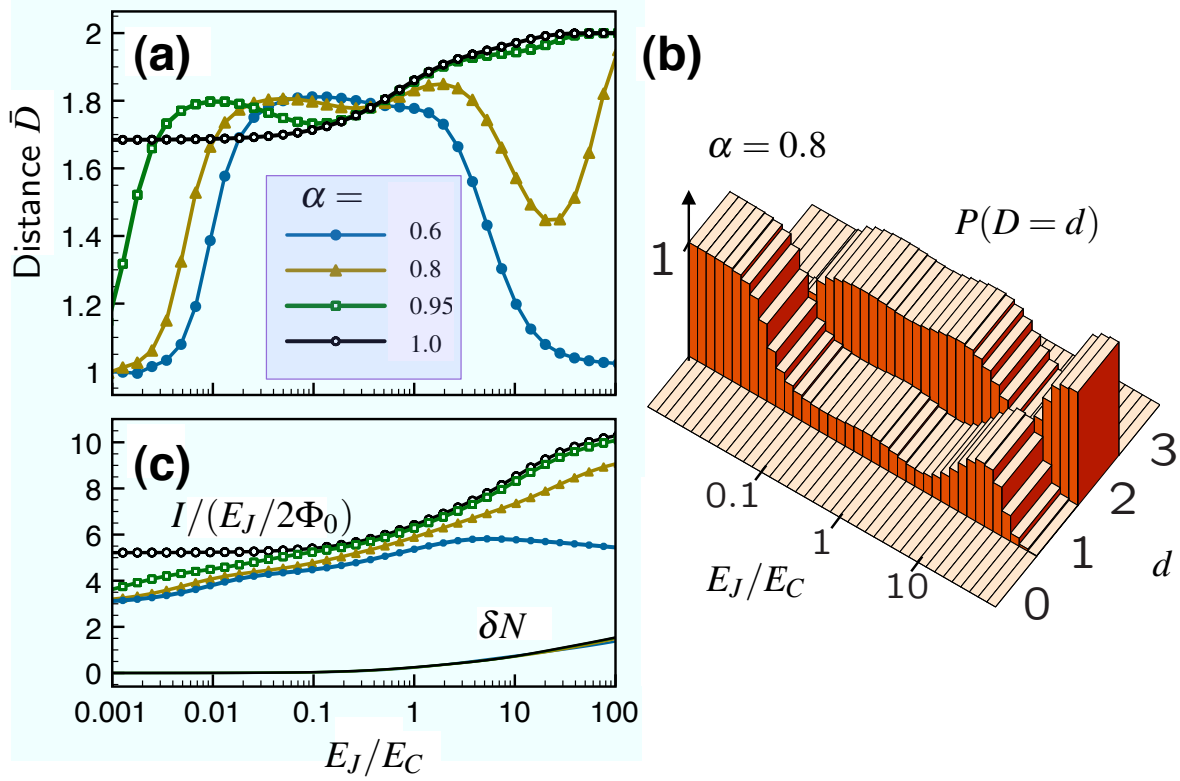 (a)
Distance D̄
2
1.8
1.6
1.4
1.2
1
α =
0.6
0.8
0.95
1.0
(b)
α = 0.8
P(D = d)
1
0.1
1
10
E_J/E_C
0
1
2
3
d
(c)
10
8
6
4
2
0
I/(E_J/2Φ₀)
δN
0.001
0.01
0.1
1
10
100
E_J/E_C